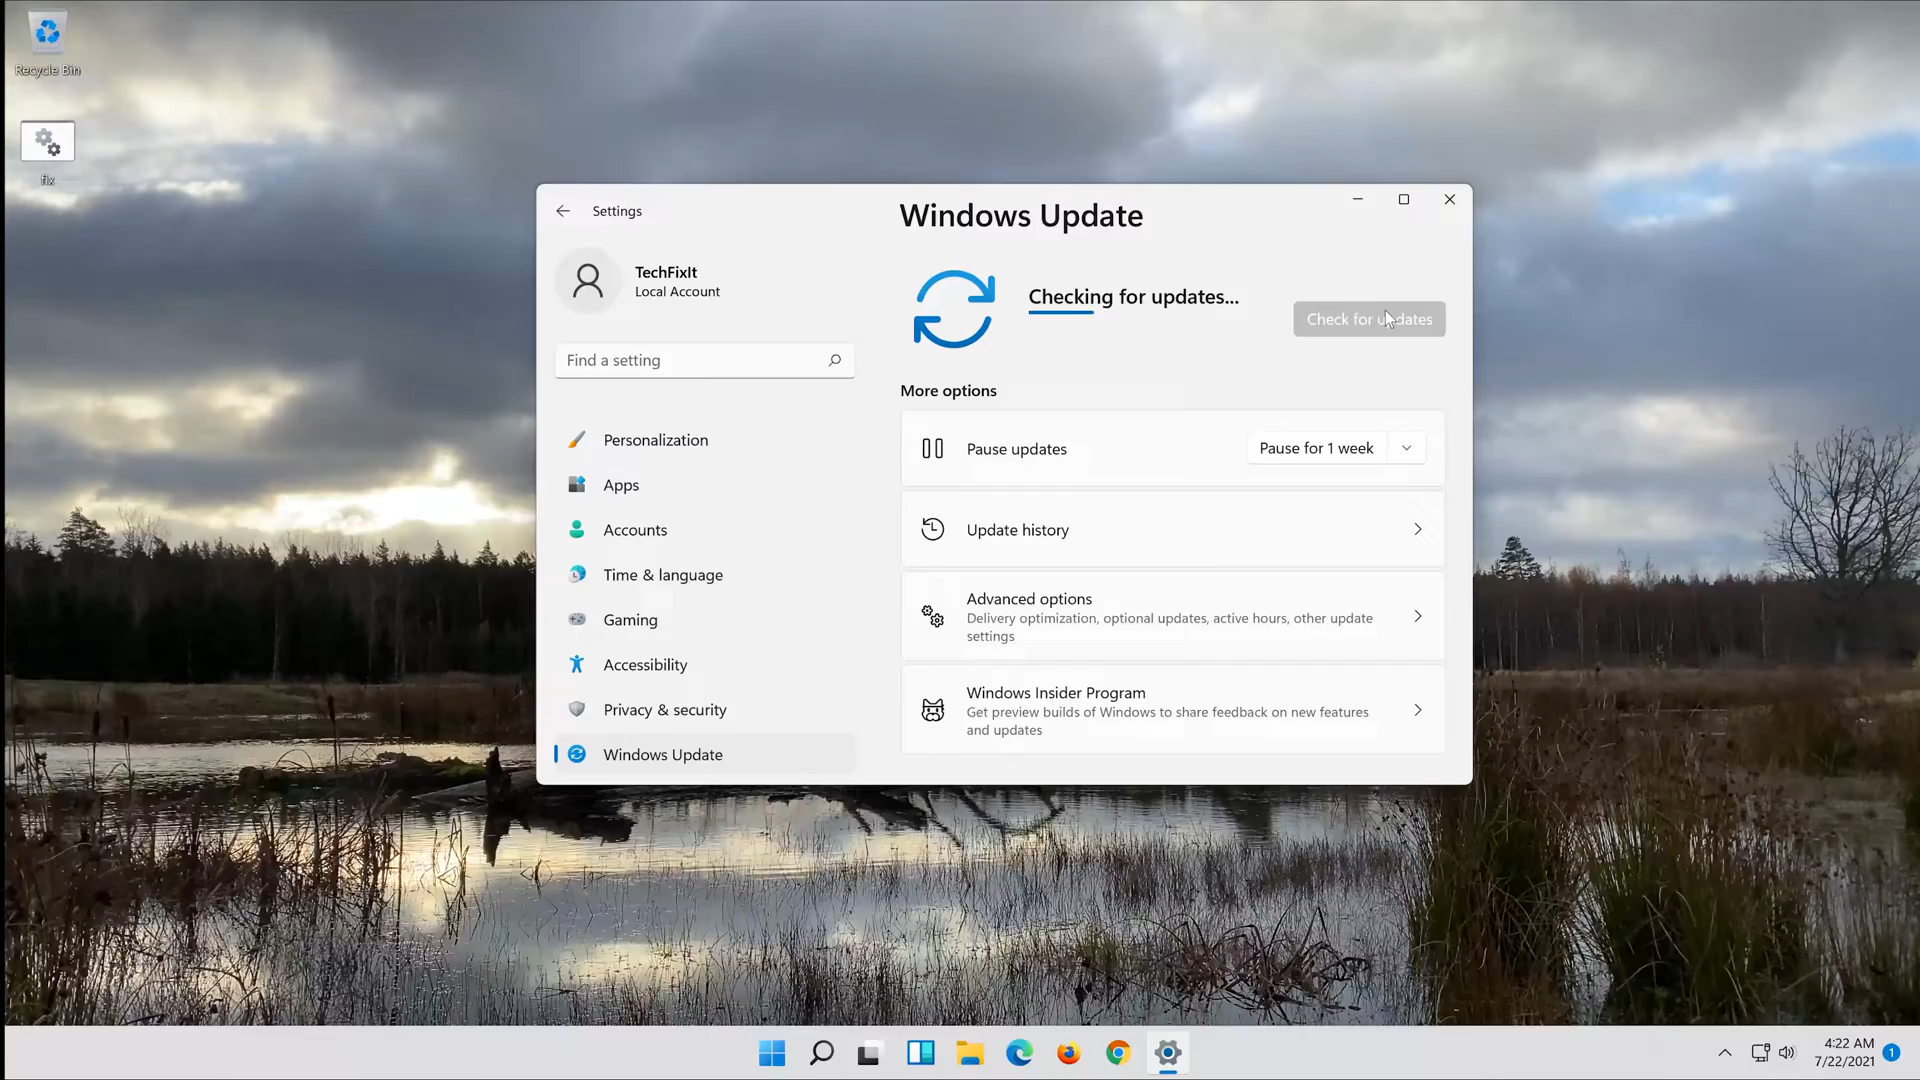 Recycle Bin
fix
Settings
Windows Update
TechFixIt
Local Account
Checking for updates...
Check for updates
Find a setting
More options
Personalization
Pause updates
Pause for 1 week
Apps
Accounts
Update history
Time & language
Advanced options
Delivery optimization, optional updates, active hours, other update
settings
Gaming
Accessibility
Windows Insider Program
Get preview builds of Windows to share feedback on new features
and updates
Privacy & security
Windows Update
4:22 AM
7/22/2021
1